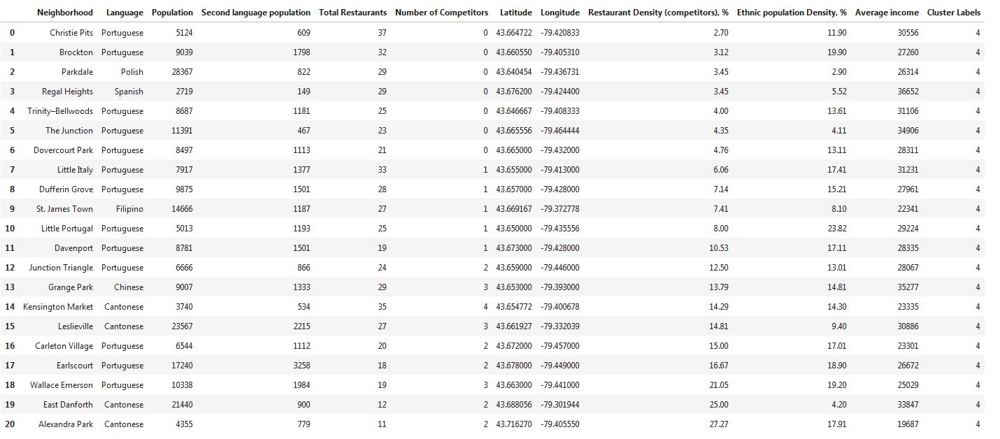 Neighborhood Language Population Second language population Total Restaurants Number of Competitors Latitude Longitude Restaurant Density (competitors), % Ethnic population Density, % Average income Cluster Labels
0 Christie Pits Portuguese 5124 609 37 0 43.664722 -79.420833 2.70 11.90 30556 4
1 Brockton Portuguese 9039 1798 32 0 43.660550 -79.405310 3.12 19.90 27260 4
2 Parkdale Polish 28367 822 29 0 43.640454 -79.436731 3.45 2.90 26314 4
3 Regal Heights Spanish 2719 149 29 0 43.676200 -79.424400 3.45 5.52 36652 4
4 Trinity–Bellwoods Portuguese 8687 1181 25 0 43.646667 -79.408333 4.00 13.61 31106 4
5 The Junction Portuguese 11391 467 23 0 43.665556 -79.464444 4.35 4.11 34906 4
6 Dovercourt Park Portuguese 8497 1113 21 0 43.665000 -79.432000 4.76 13.11 28311 4
7 Little Italy Portuguese 7917 1377 33 1 43.655000 -79.413000 6.06 17.41 31231 4
8 Dufferin Grove Portuguese 9875 1501 28 1 43.657000 -79.428000 7.14 15.21 27961 4
9 St. James Town Filipino 14666 1187 27 1 43.669167 -79.372778 7.41 8.10 22341 4
10 Little Portugal Portuguese 5013 1193 25 1 43.650000 -79.435556 8.00 23.82 29224 4
11 Davenport Portuguese 8781 1501 19 1 43.673000 -79.428000 10.53 17.11 28335 4
12 Junction Triangle Portuguese 6666 866 24 2 43.659000 -79.446000 12.50 13.01 28067 4
13 Grange Park Chinese 9007 1333 29 3 43.653000 -79.393000 13.79 14.81 35277 4
14 Kensington Market Cantonese 3740 534 35 4 43.654772 -79.400678 14.29 14.30 23335 4
15 Leslieville Cantonese 23567 2215 27 3 43.661927 -79.332039 14.81 9.40 30886 4
16 Carleton Village Portuguese 6544 1112 20 2 43.672000 -79.457000 15.00 17.01 23301 4
17 Earlscourt Portuguese 17240 3258 18 2 43.678000 -79.449000 16.67 18.90 26672 4
18 Wallace Emerson Portuguese 10338 1984 19 3 43.663000 -79.441000 21.05 19.20 25029 4
19 East Danforth Cantonese 21440 900 12 2 43.688056 -79.301944 25.00 4.20 33847 4
20 Alexandra Park Cantonese 4355 779 11 2 43.716270 -79.405550 27.27 17.91 19687 4